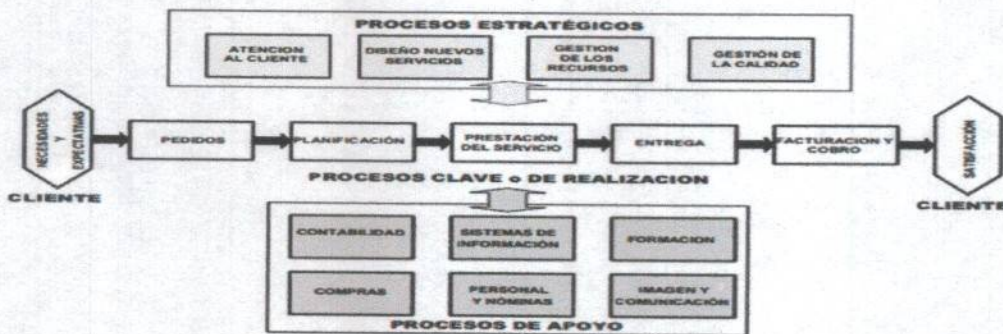 PROCESOS ESTRATÉGICOS
ATENCION
AL CLIENTE
DISEÑO NUEVOS
SERVICIOS
GESTION
DE LOS
RECURSOS
GESTIÓN DE
LA CALIDAD
NECESIDADES
Y
EXPECTATIVAS
CLIENTE
PEDIDOS
PLANIFICACIÓN
PRESTACIÓN
DEL SERVICIO
ENTREGA
FACTURACION Y
COBRO
SATISFACCION
CLIENTE
PROCESOS CLAVE o DE REALIZACION
CONTABILIDAD
SISTEMAS DE
INFORMACIÓN
FORMACION
COMPRAS
PERSONAL
Y NÓMINAS
IMAGEN Y
COMUNICACIÓN
PROCESOS DE APOYO